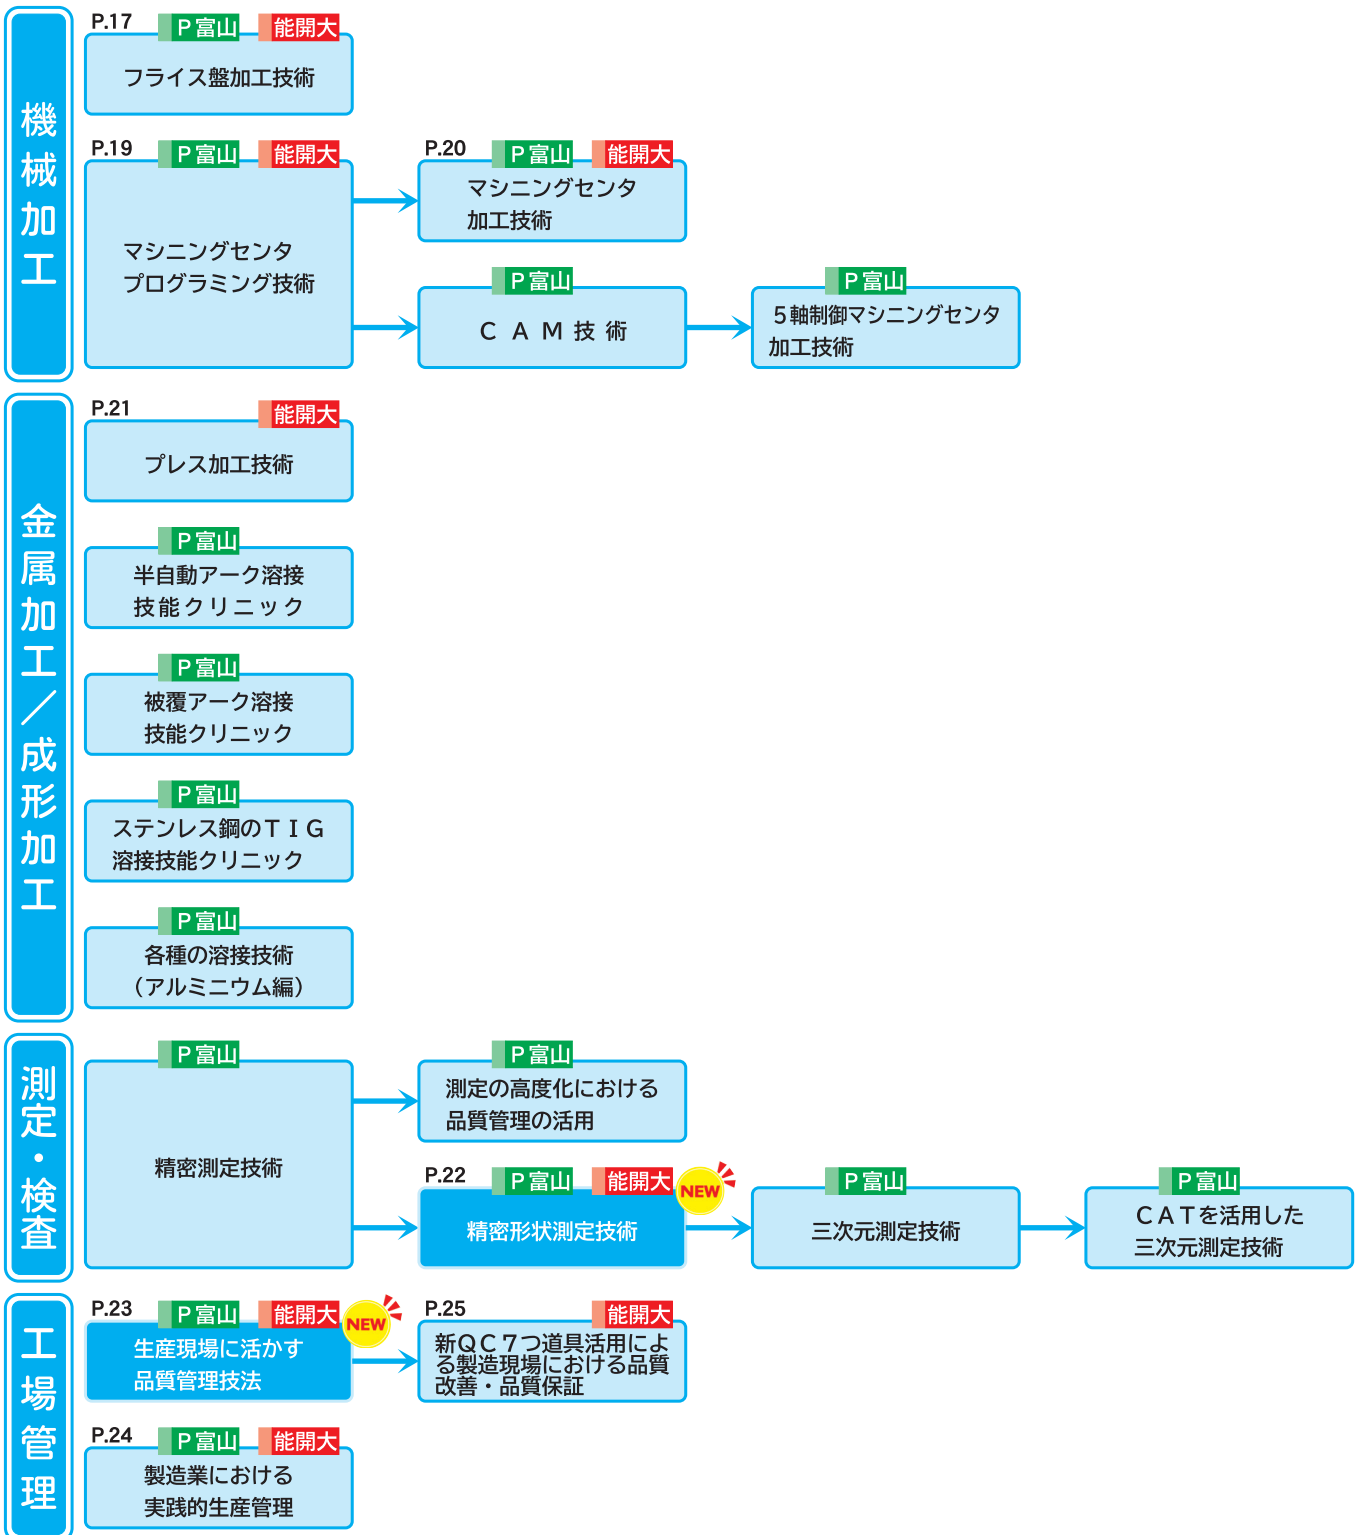 機械加工
P.17
P富山
能開大
フライス盤加工技術
P.19
P富山
能開大
マシニングセンタ
プログラミング技術
P.20
P富山
能開大
マシニングセンタ
加工技術
P富山
CAM技術
P富山
5軸制御マシニングセンタ
加工技術
金属加工／成形加工
P.21
能開大
プレス加工技術
P富山
半自動アーク溶接
技能クリニック
P富山
被覆アーク溶接
技能クリニック
P富山
ステンレス鋼のTIG
溶接技能クリニック
P富山
各種の溶接技術
（アルミニウム編）
測定・検査
P富山
精密測定技術
P富山
測定の高度化における
品質管理の活用
P.22
P富山
能開大
NEW
精密形状測定技術
P富山
三次元測定技術
P富山
CATを活用した
三次元測定技術
工場管理
P.23
P富山
能開大
NEW
生産現場に活かす
品質管理技法
P.25
能開大
新QC7つ道具活用によ
る製造現場における品質
改善・品質保証
P.24
P富山
能開大
製造業における
実践的生産管理